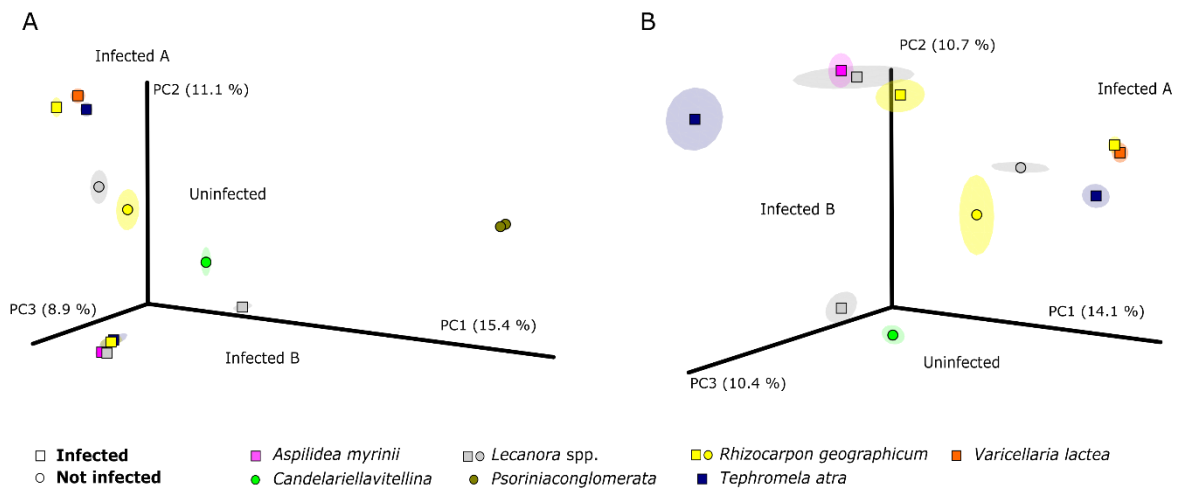 A
B
Infected A
PC2 (11.1 %)
Uninfected
PC3 (8.9 %)
PC1 (15.4 %)
Infected B
PC2 (10.7 %)
Infected A
Infected B
PC1 (14.1 %)
Uninfected
PC3 (10.4 %)
Infected
Aspilidea myrinii
Lecanora spp.
Rhizocarpon geographicum
Varicellaria lactea
Not infected
Candelariellavitellina
Psoriniaconglomerata
Tephromela atra